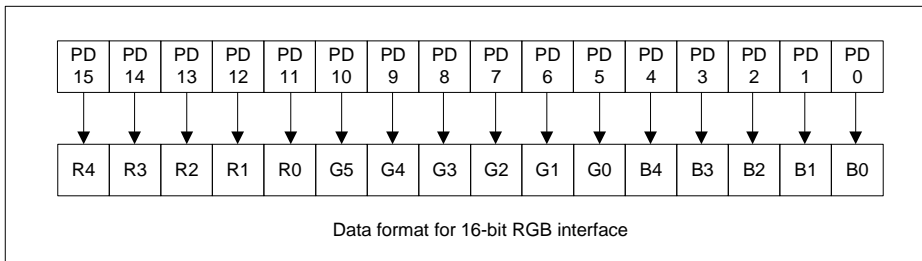 PD 15 PD 14 PD 13 PD 12 PD 11 PD 10 PD 9 PD 8 PD 7 PD 6 PD 5 PD 4 PD 3 PD 2 PD 1 PD 0
R4 R3 R2 R1 R0 G5 G4 G3 G2 G1 G0 B4 B3 B2 B1 B0
Data format for 16-bit RGB interface